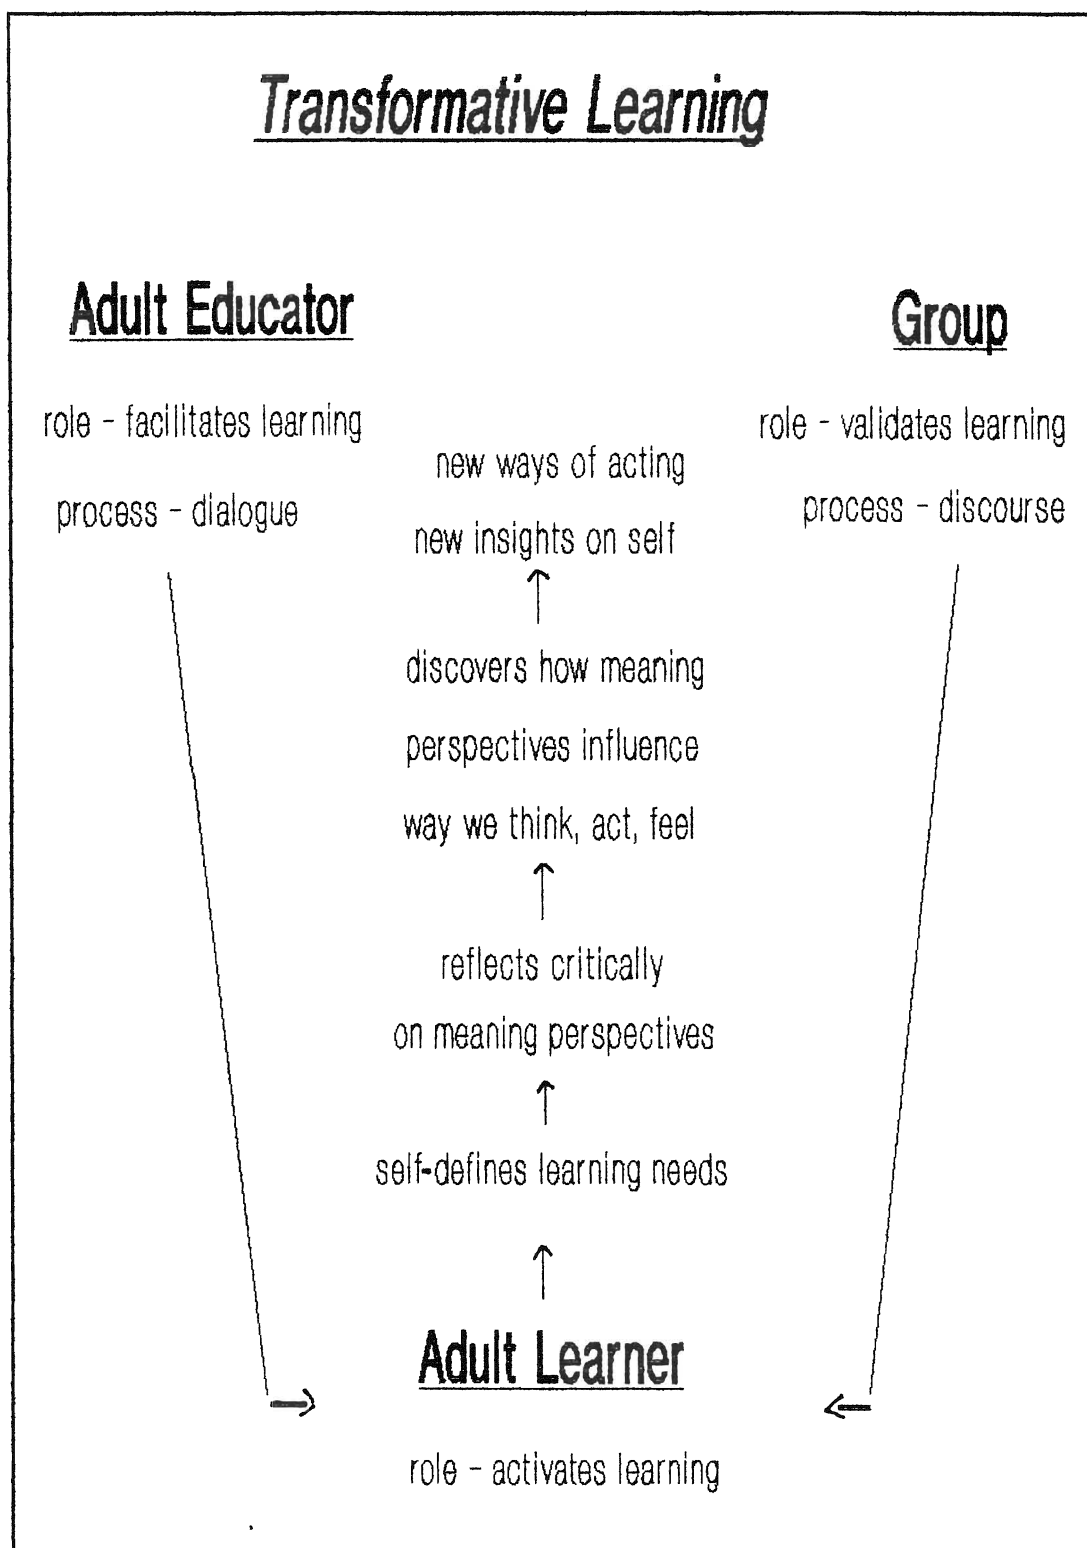 Transformative Learning
Adult Educator
role - facilitates learning
process - dialogue
Group
role - validates learning
process - discourse
new ways of acting
new insights on self
discovers how meaning
perspectives influence
way we think, act, feel
reflects critically
on meaning perspectives
self-defines learning needs
Adult Learner
role - activates learning